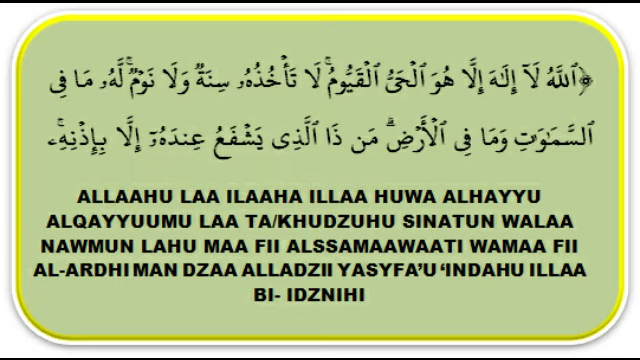 ﴿ٱللَّهُ لَآ إِلَٰهَ إِلَّا هُوَ ٱلْحَيُّ ٱلْقَيُّومُ ۚ لَا تَأْخُذُهُۥ سِنَةٌ وَلَا نَوْمٌ ۚ لَّهُۥ مَا فِى
ٱلسَّمَٰوَٰتِ وَمَا فِى ٱلْأَرْضِ ۗ مَن ذَا ٱلَّذِى يَشْفَعُ عِندَهُۥٓ إِلَّا بِإِذْنِهِۦ ۚ
ALLAAHU LAA ILAAHA ILLAA HUWA ALHAYYU
ALQAYYUUMU LAA TA/KHUDZUHU SINATUN WALAA
NAWMUN LAHU MAA FII ALSSAMAAWAATI WAMAA FII
AL-ARDHI MAN DZAA ALLADZII YASYFA’U ‘INDAHU ILLAA
BI- IDZNIHI